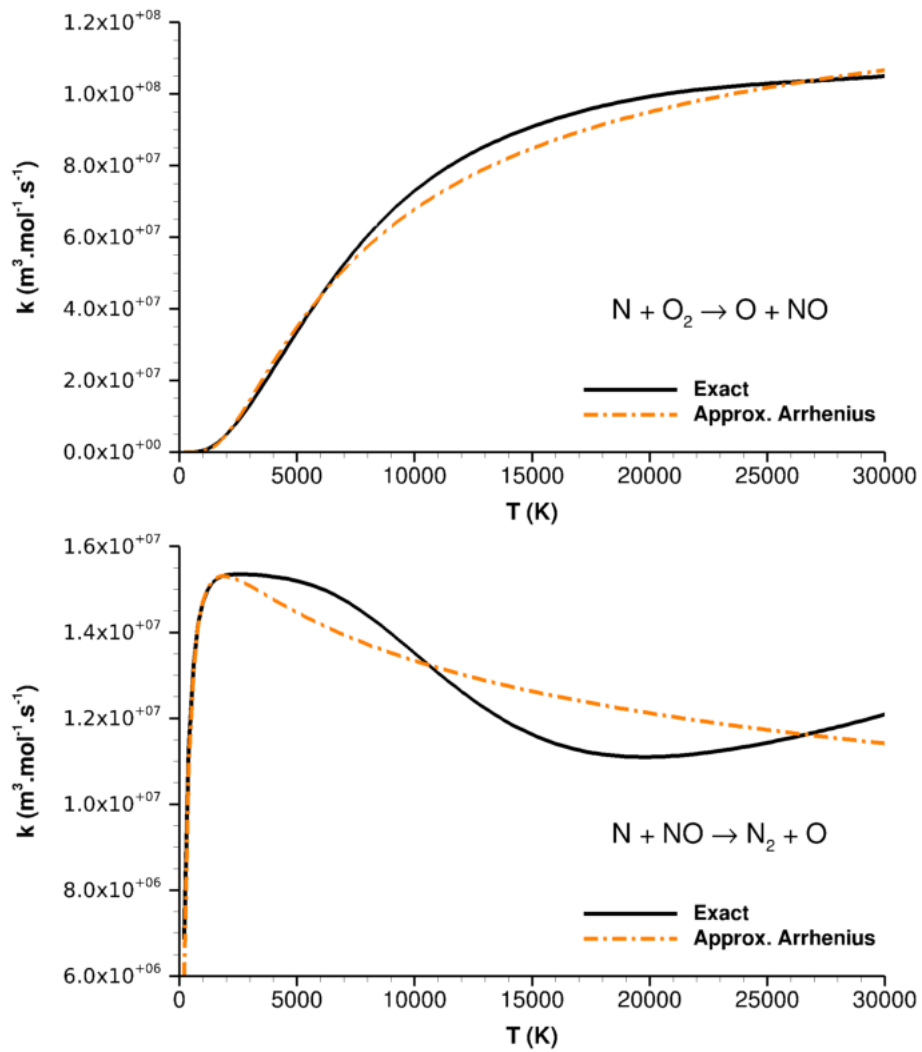 1.2x10⁺⁰⁸
1.0x10⁺⁰⁸
8.0x10⁺⁰⁷
6.0x10⁺⁰⁷
4.0x10⁺⁰⁷
2.0x10⁺⁰⁷
0.0x10⁺⁰⁰
k (m³.mol⁻¹.s⁻¹)
N + O₂ → O + NO
Exact
Approx. Arrhenius
0 5000 10000 15000 20000 25000 30000
T (K)
1.6x10⁺⁰⁷
1.4x10⁺⁰⁷
1.2x10⁺⁰⁷
1.0x10⁺⁰⁷
8.0x10⁺⁰⁶
6.0x10⁺⁰⁶
k (m³.mol⁻¹.s⁻¹)
N + NO → N₂ + O
Exact
Approx. Arrhenius
0 5000 10000 15000 20000 25000 30000
T (K)